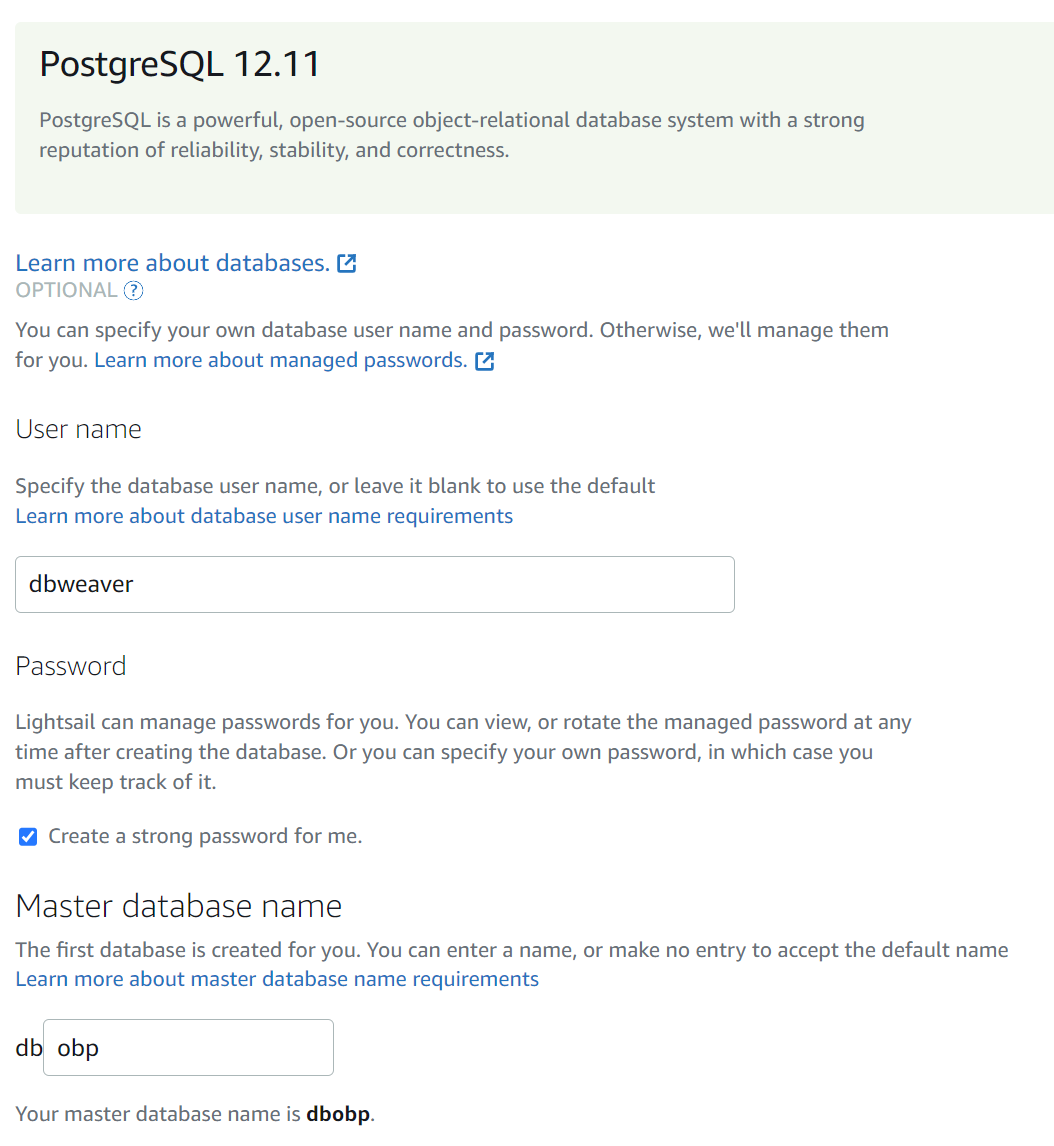 PostgreSQL 12.11
PostgreSQL is a powerful, open-source object-relational database system with a strong
reputation of reliability, stability, and correctness.
Learn more about databases.
OPTIONAL ?
You can specify your own database user name and password. Otherwise, we'll manage them
for you. Learn more about managed passwords.
User name
Specify the database user name, or leave it blank to use the default
Learn more about database user name requirements
dbweaver
Password
Lightsail can manage passwords for you. You can view, or rotate the managed password at any
time after creating the database. Or you can specify your own password, in which case you
must keep track of it.
Create a strong password for me.
Master database name
The first database is created for you. You can enter a name, or make no entry to accept the default name
Learn more about master database name requirements
db obp
Your master database name is dbobp.